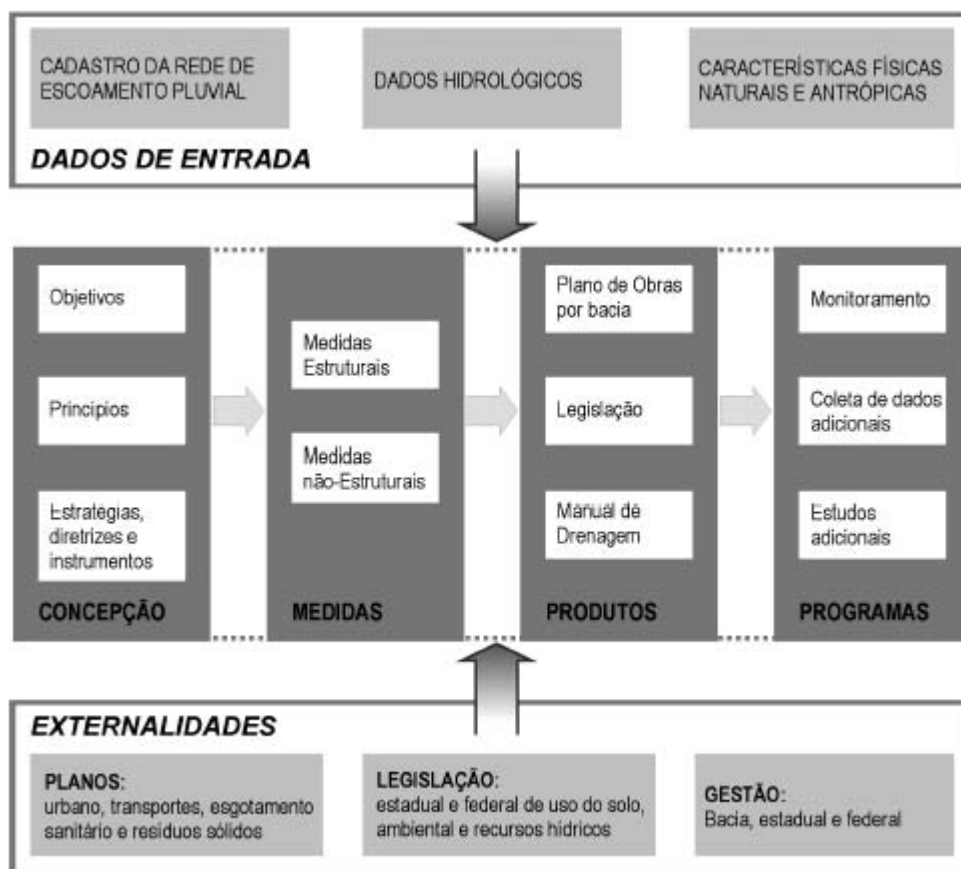 CADASTRO DA REDE DE
ESCOAMENTO PLUVIAL
DADOS HIDROLÓGICOS
CARACTERÍSTICAS FÍSICAS
NATURAIS E ANTRÓPICAS
DADOS DE ENTRADA
Objetivos
Princípios
Estratégias,
diretrizes e
instrumentos
CONCEPÇÃO
Medidas
Estruturais
Medidas
não-Estruturais
MEDIDAS
Plano de Obras
por bacia
Legislação
Manual de
Drenagem
PRODUTOS
Monitoramento
Coleta de dados
adicionais
Estudos
adicionais
PROGRAMAS
EXTERNALIDADES
PLANOS:
urbano, transportes, esgotamento
sanitário e resíduos sólidos
LEGISLAÇÃO:
estadual e federal de uso do solo,
ambiental e recursos hídricos
GESTÃO:
Bacia, estadual e federal